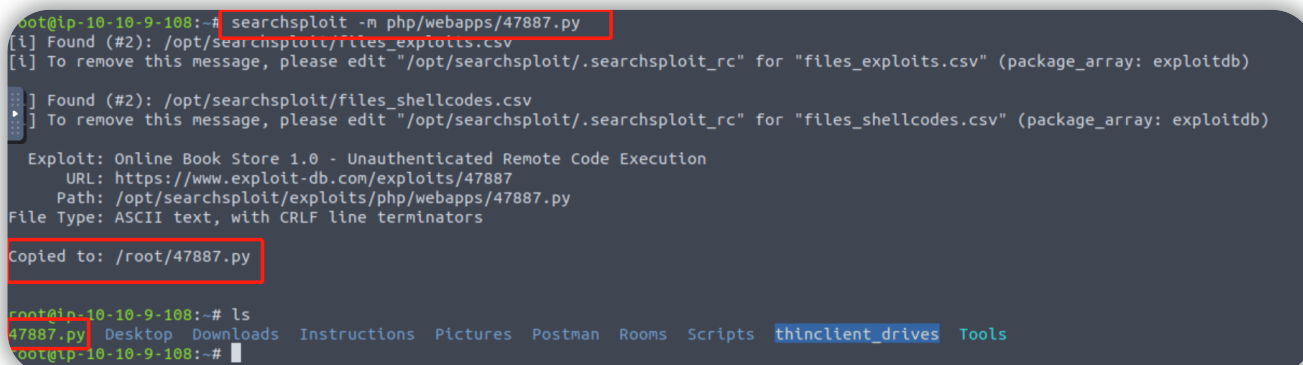 root@ip-10-10-9-108:~# searchsploit -m php/webapps/47887.py
[i] Found (#2): /opt/searchsploit/files_exploits.csv
[i] To remove this message, please edit "/opt/searchsploit/.searchsploit_rc" for "files_exploits.csv" (package_array: exploitdb)
] Found (#2): /opt/searchsploit/files_shellcodes.csv
] To remove this message, please edit "/opt/searchsploit/.searchsploit_rc" for "files_shellcodes.csv" (package_array: exploitdb)
Exploit: Online Book Store 1.0 - Unauthenticated Remote Code Execution
URL: https://www.exploit-db.com/exploits/47887
Path: /opt/searchsploit/exploits/php/webapps/47887.py
File Type: ASCII text, with CRLF line terminators
Copied to: /root/47887.py
root@ip-10-10-9-108:~# ls
47887.py Desktop Downloads Instructions Pictures Postman Rooms Scripts thinclient_drives Tools
root@ip-10-10-9-108:~#